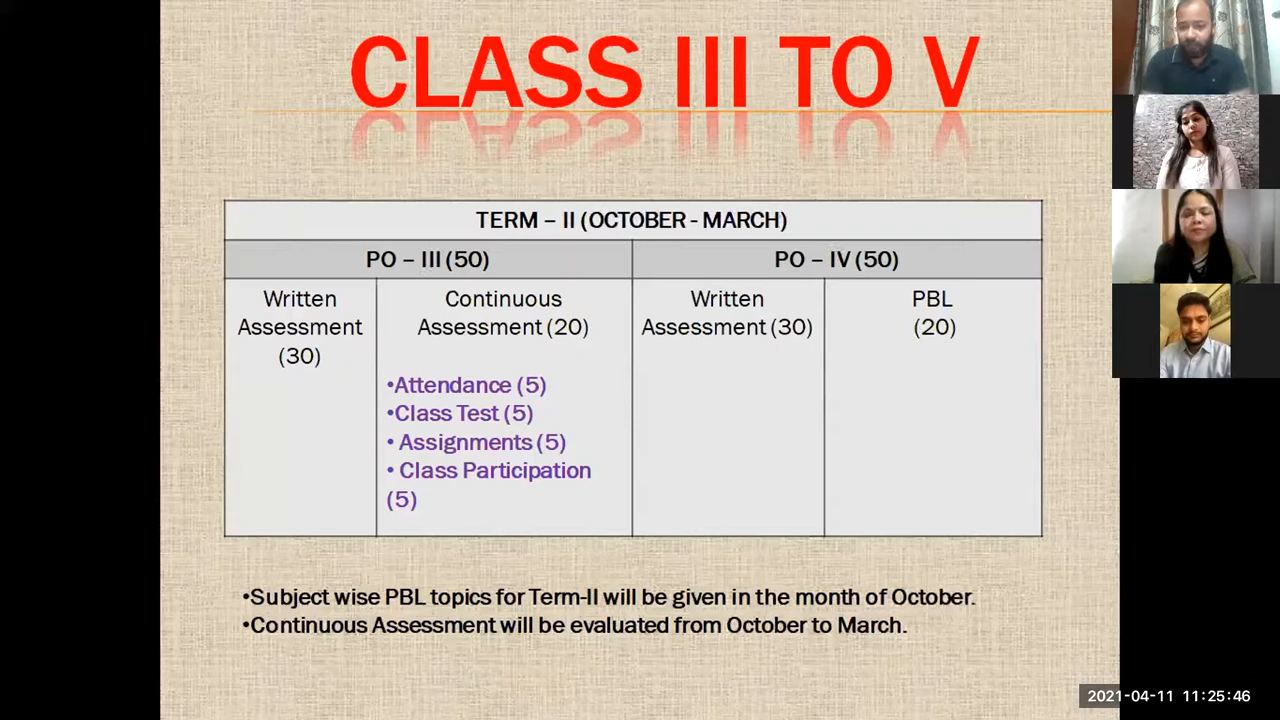 CLASS III TO V
TERM – II (OCTOBER - MARCH)
PO – III (50)
PO – IV (50)
Written
Assessment
(30)
Continuous
Assessment (20)
•Attendance (5)
•Class Test (5)
• Assignments (5)
• Class Participation
(5)
Written
Assessment (30)
PBL
(20)
•Subject wise PBL topics for Term-II will be given in the month of October.
•Continuous Assessment will be evaluated from October to March.
2021-04-11 11:25:46